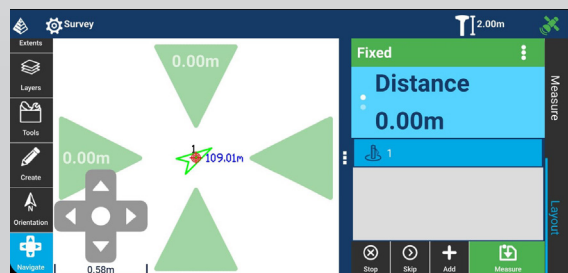 Survey
2.00m
Extents
Layers
Tools
Create
Orientation
Navigate
0.00m
0.00m
1
109.01m
0.58m
Fixed
Distance
0.00m
1
Stop
Skip
Add
Measure
Measure
Layout